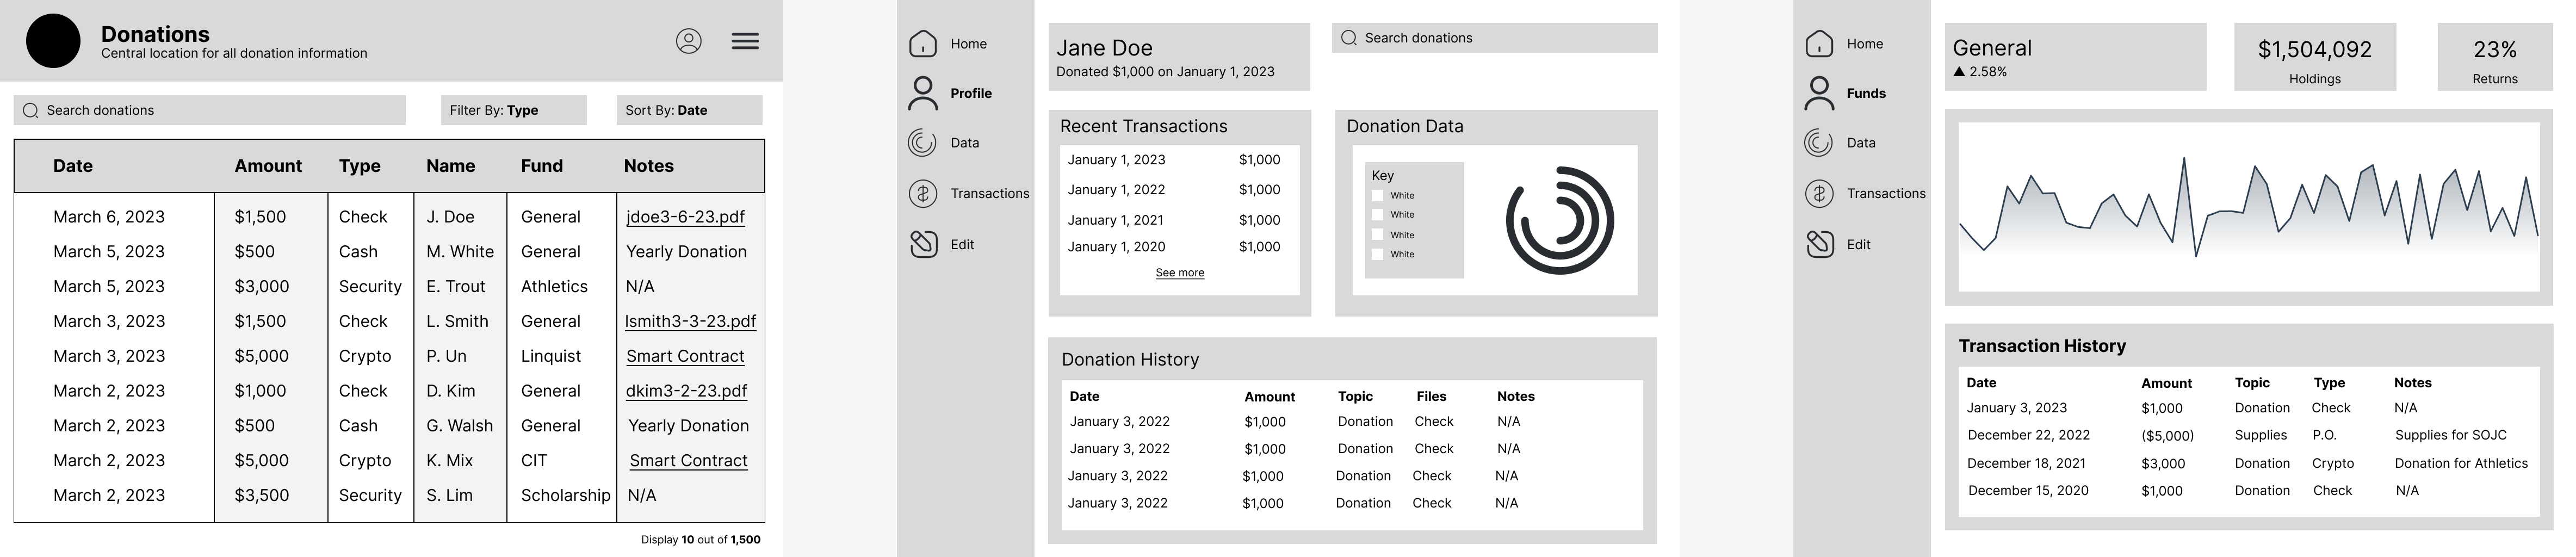 Donations
Central location for all donation information
Search donations
Filter By: Type
Sort By: Date
Date Amount Type Name Fund Notes
March 6, 2023 $1,500 Check J. Doe General jdoe3-6-23.pdf
March 5, 2023 $500 Cash M. White General Yearly Donation
March 5, 2023 $3,000 Security E. Trout Athletics N/A
March 3, 2023 $1,500 Check L. Smith General lsmith3-3-23.pdf
March 3, 2023 $5,000 Crypto P. Un Linquist Smart Contract
March 2, 2023 $1,000 Check D. Kim General dkim3-2-23.pdf
March 2, 2023 $500 Cash G. Walsh General Yearly Donation
March 2, 2023 $5,000 Crypto K. Mix CIT Smart Contract
March 2, 2023 $3,500 Security S. Lim Scholarship N/A
Display 10 out of 1,500
Home
Profile
Data
Transactions
Edit
Jane Doe
Donated $1,000 on January 1, 2023
Search donations
Recent Transactions
January 1, 2023 $1,000
January 1, 2022 $1,000
January 1, 2021 $1,000
January 1, 2020 $1,000
See more
Donation Data
Key
White
White
White
White
Donation History
Date Amount Topic Files Notes
January 3, 2022 $1,000 Donation Check N/A
January 3, 2022 $1,000 Donation Check N/A
January 3, 2022 $1,000 Donation Check N/A
January 3, 2022 $1,000 Donation Check N/A
Home
Funds
Data
Transactions
Edit
General
▲ 2.58%
$1,504,092
Holdings
23%
Returns
Transaction History
Date Amount Topic Type Notes
January 3, 2023 $1,000 Donation Check N/A
December 22, 2022 ($5,000) Supplies P.O. Supplies for SOJC
December 18, 2021 $3,000 Donation Crypto Donation for Athletics
December 15, 2020 $1,000 Donation Check N/A